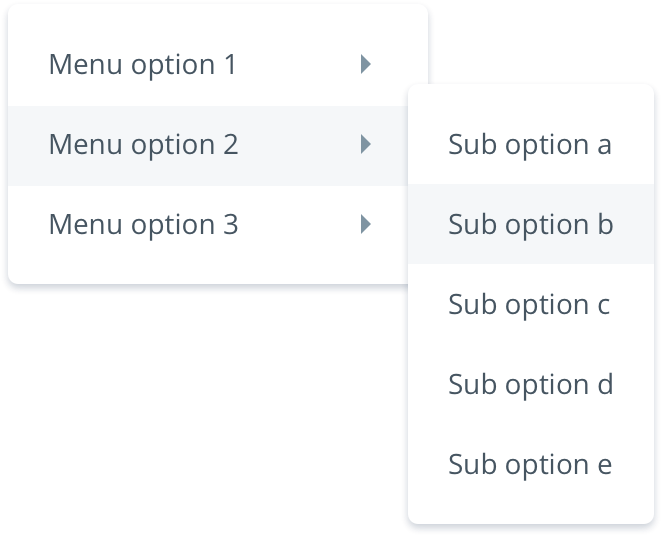 Menu option 1
Menu option 2
Menu option 3
Sub option a
Sub option b
Sub option c
Sub option d
Sub option e